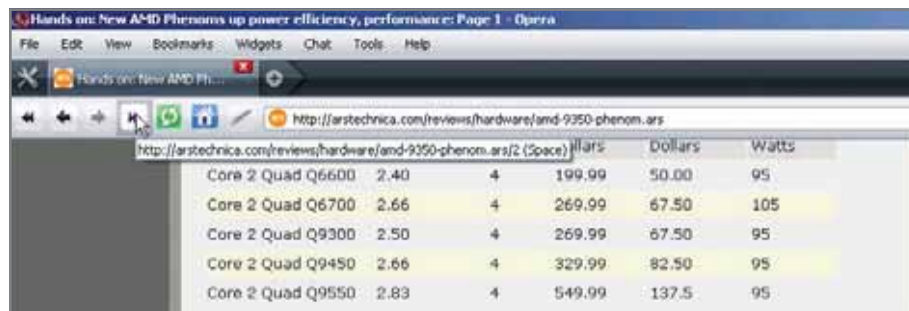 Hands on: New AMD Phenoms up power efficiency, performance: Page 1 - Opera
File Edit View Bookmarks Widgets Chat Tools Help
Hands on: New AMD Ph...
http://arstechnica.com/reviews/hardware/amd-9350-phenom.ars
http://arstechnica.com/reviews/hardware/amd-9350-phenom.ars/2 (Space) llars Dollars Watts
Core 2 Quad Q6600 2.40 4 199.99 50.00 95
Core 2 Quad Q6700 2.66 4 269.99 67.50 105
Core 2 Quad Q9300 2.50 4 269.99 67.50 95
Core 2 Quad Q9450 2.66 4 329.99 82.50 95
Core 2 Quad Q9550 2.83 4 549.99 137.5 95